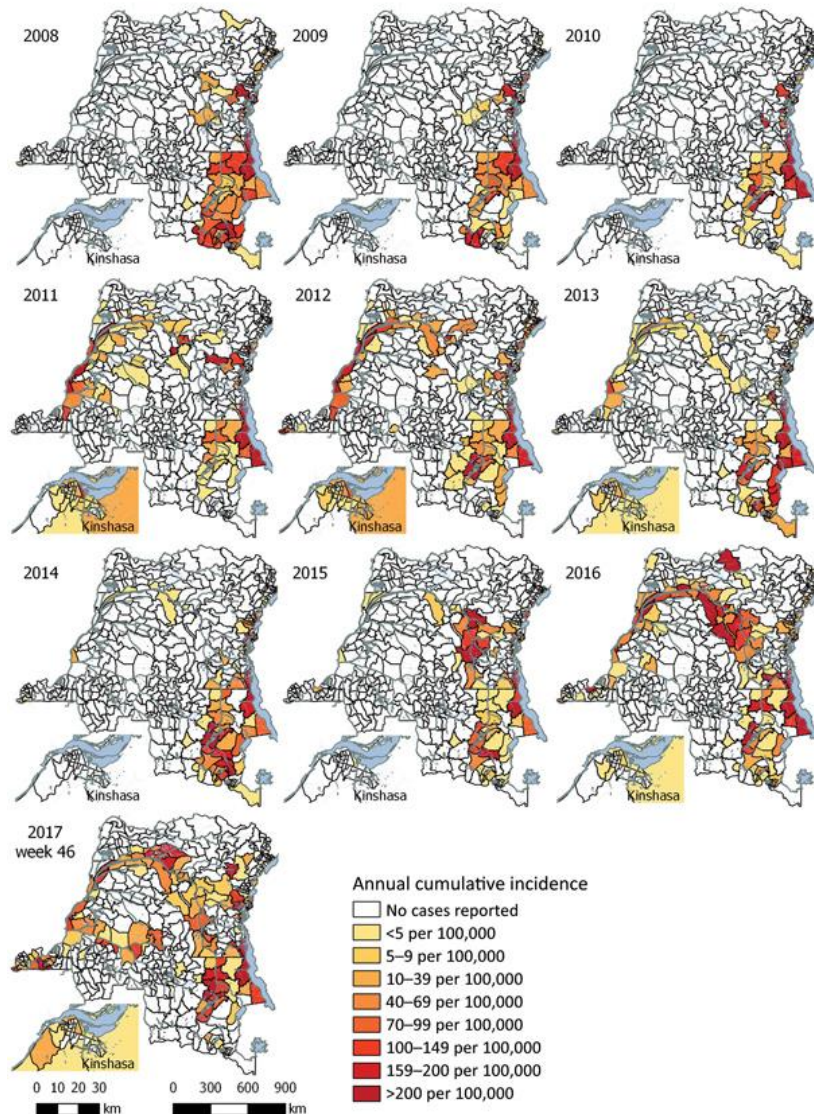 2008
2009
2010
Kinshasa
Kinshasa
Kinshasa
2011
2012
2013
Kinshasa
Kinshasa
Kinshasa
2014
2015
2016
Kinshasa
Kinshasa
Kinshasa
2017
week 46
Kinshasa
Annual cumulative incidence
No cases reported
<5 per 100,000
5–9 per 100,000
10–39 per 100,000
40–69 per 100,000
70–99 per 100,000
100–149 per 100,000
159–200 per 100,000
>200 per 100,000
0 10 20 30
km
0 300 600 900
km